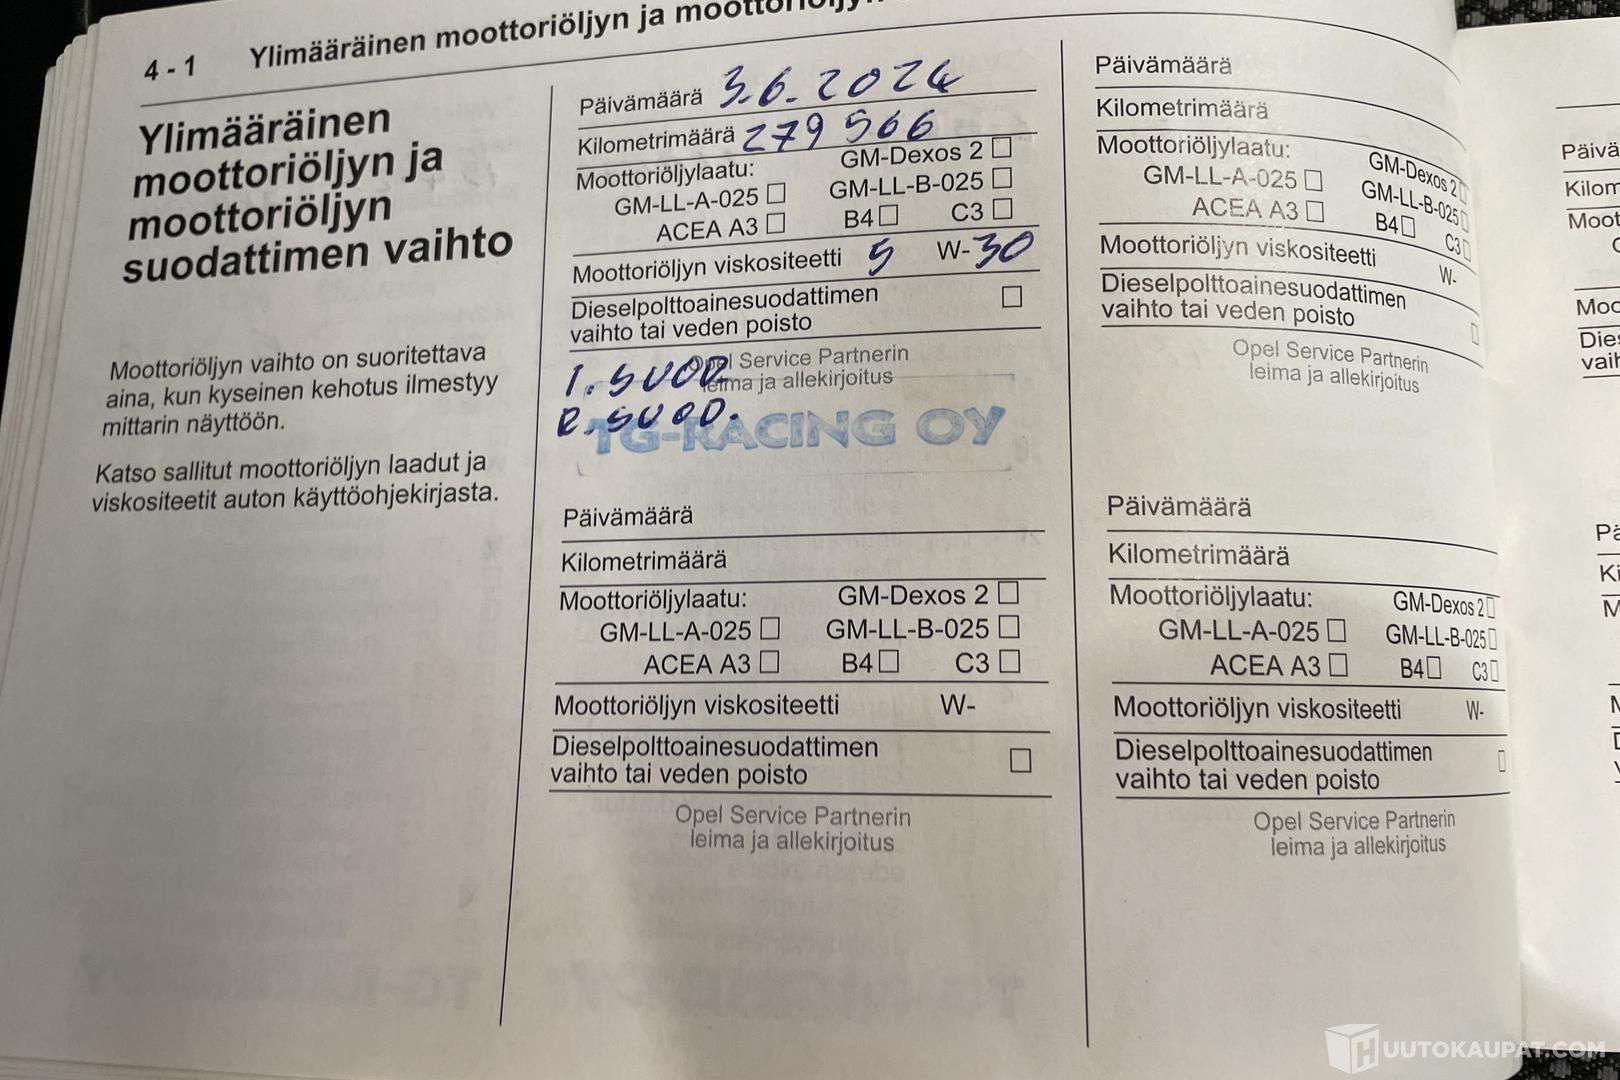 4 - 1 Ylimääräinen moottoriöljyn ja moottoriöljyn
Ylimääräinen
moottoriöljyn ja
moottoriöljyn
suodattimen vaihto
Moottoriöljyn vaihto on suoritettava
aina, kun kyseinen kehotus ilmestyy
mittarin näyttöön.
Katso sallitut moottoriöljyn laadut ja
viskositeetit auton käyttöohjekirjasta.
Päivämäärä 3.6.2024
Kilometrimäärä 279 566
Moottoriöljylaatu: GM-Dexos 2
GM-LL-A-025 GM-LL-B-025
ACEA A3 B4 C3
Moottoriöljyn viskositeetti 5 W-30
Dieselpolttoainesuodattimen
vaihto tai veden poisto
Opel Service Partnerin
leima ja allekirjoitus
I. SUOD
R. SUOD.
TG-RACING OY
Päivämäärä
Kilometrimäärä
Moottoriöljylaatu: GM-Dexos 2
GM-LL-A-025 GM-LL-B-025
ACEA A3 B4 C3
Moottoriöljyn viskositeetti W-
Dieselpolttoainesuodattimen
vaihto tai veden poisto
Opel Service Partnerin
leima ja allekirjoitus
Päivämäärä
Kilometrimäärä
Moottoriöljylaatu: GM-Dexos 2
GM-LL-A-025 GM-LL-B-025
ACEA A3 B4 C3
Moottoriöljyn viskositeetti W-
Dieselpolttoainesuodattimen
vaihto tai veden poisto
Opel Service Partnerin
leima ja allekirjoitus
Päivämäärä
Kilometrimäärä
Moottoriöljylaatu: GM-Dexos 2
GM-LL-A-025 GM-LL-B-025
ACEA A3 B4 C3
Moottoriöljyn viskositeetti W-
Dieselpolttoainesuodattimen
vaihto tai veden poisto
Opel Service Partnerin
leima ja allekirjoitus
HUUTOKAUPAT.COM